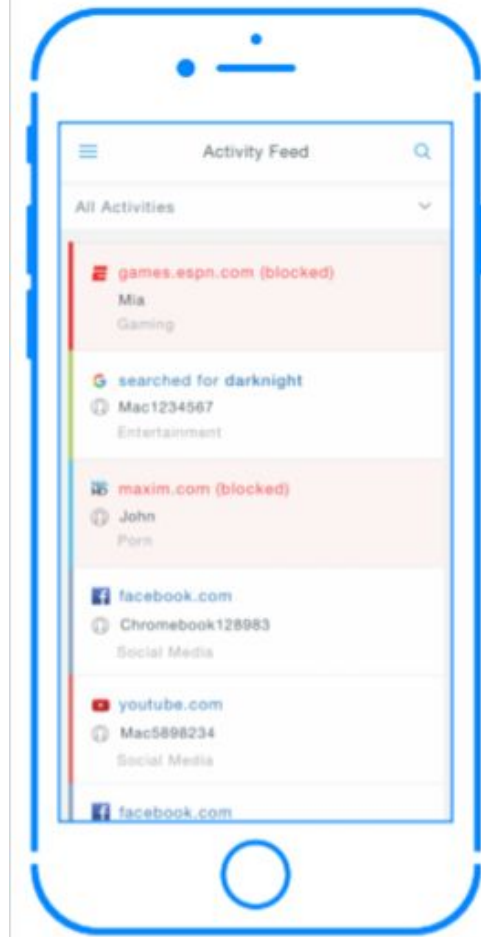 Activity Feed
All Activities
games.espn.com (blocked)
Mia
Gaming
searched for darknight
Mac1234567
Entertainment
maxim.com (blocked)
John
Porn
facebook.com
Chromebook128983
Social Media
youtube.com
Mac5898234
Social Media
facebook.com